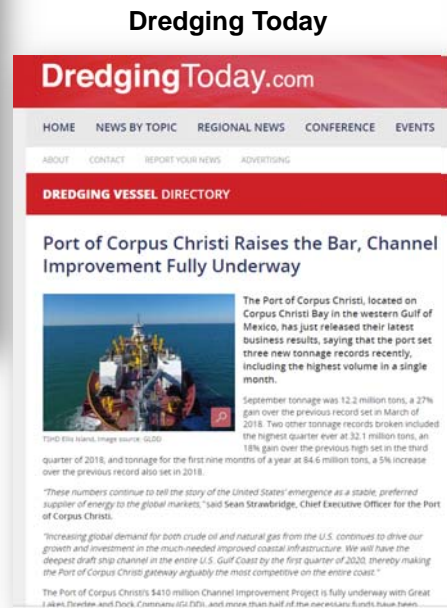 Dredging Today
DredgingToday.com
HOME NEWS BY TOPIC REGIONAL NEWS CONFERENCE EVENTS
ABOUT CONTACT REPORT YOUR NEWS ADVERTISING
DREDGING VESSEL DIRECTORY
Port of Corpus Christi Raises the Bar, Channel
Improvement Fully Underway
The Port of Corpus Christi, located on
Corpus Christi Bay in the western Gulf of
Mexico, has just released their latest
business results, saying that the port set
three new tonnage records recently,
including the highest volume in a single
month.
September tonnage was 12.2 million tons, a 27%
gain over the previous record set in March of
2018. Two other tonnage records broken included
the highest quarter ever at 32.1 million tons, an
18% gain over the previous high set in the third
TSHD Ellis Island, Image source: GLDD
quarter of 2018, and tonnage for the first nine months of a year at 84.6 million tons, a 5% increase
over the previous record also set in 2018.
"These numbers continue to tell the story of the United States' emergence as a stable, preferred
supplier of energy to the global markets," said Sean Strawbridge, Chief Executive Officer for the Port
of Corpus Christi.
"Increasing global demand for both crude oil and natural gas from the U.S. continues to drive our
growth and investment in the much-needed improved coastal infrastructure. We will have the
deepest draft ship channel in the entire U.S. Gulf Coast by the first quarter of 2020, thereby making
the Port of Corpus Christi gateway arguably the most competitive on the entire coast."
The Port of Corpus Christi's $410 million Channel Improvement Project is fully underway with Great
Lakes Dredge and Dock Company (GLDD), and more than half of the necessary funds have been